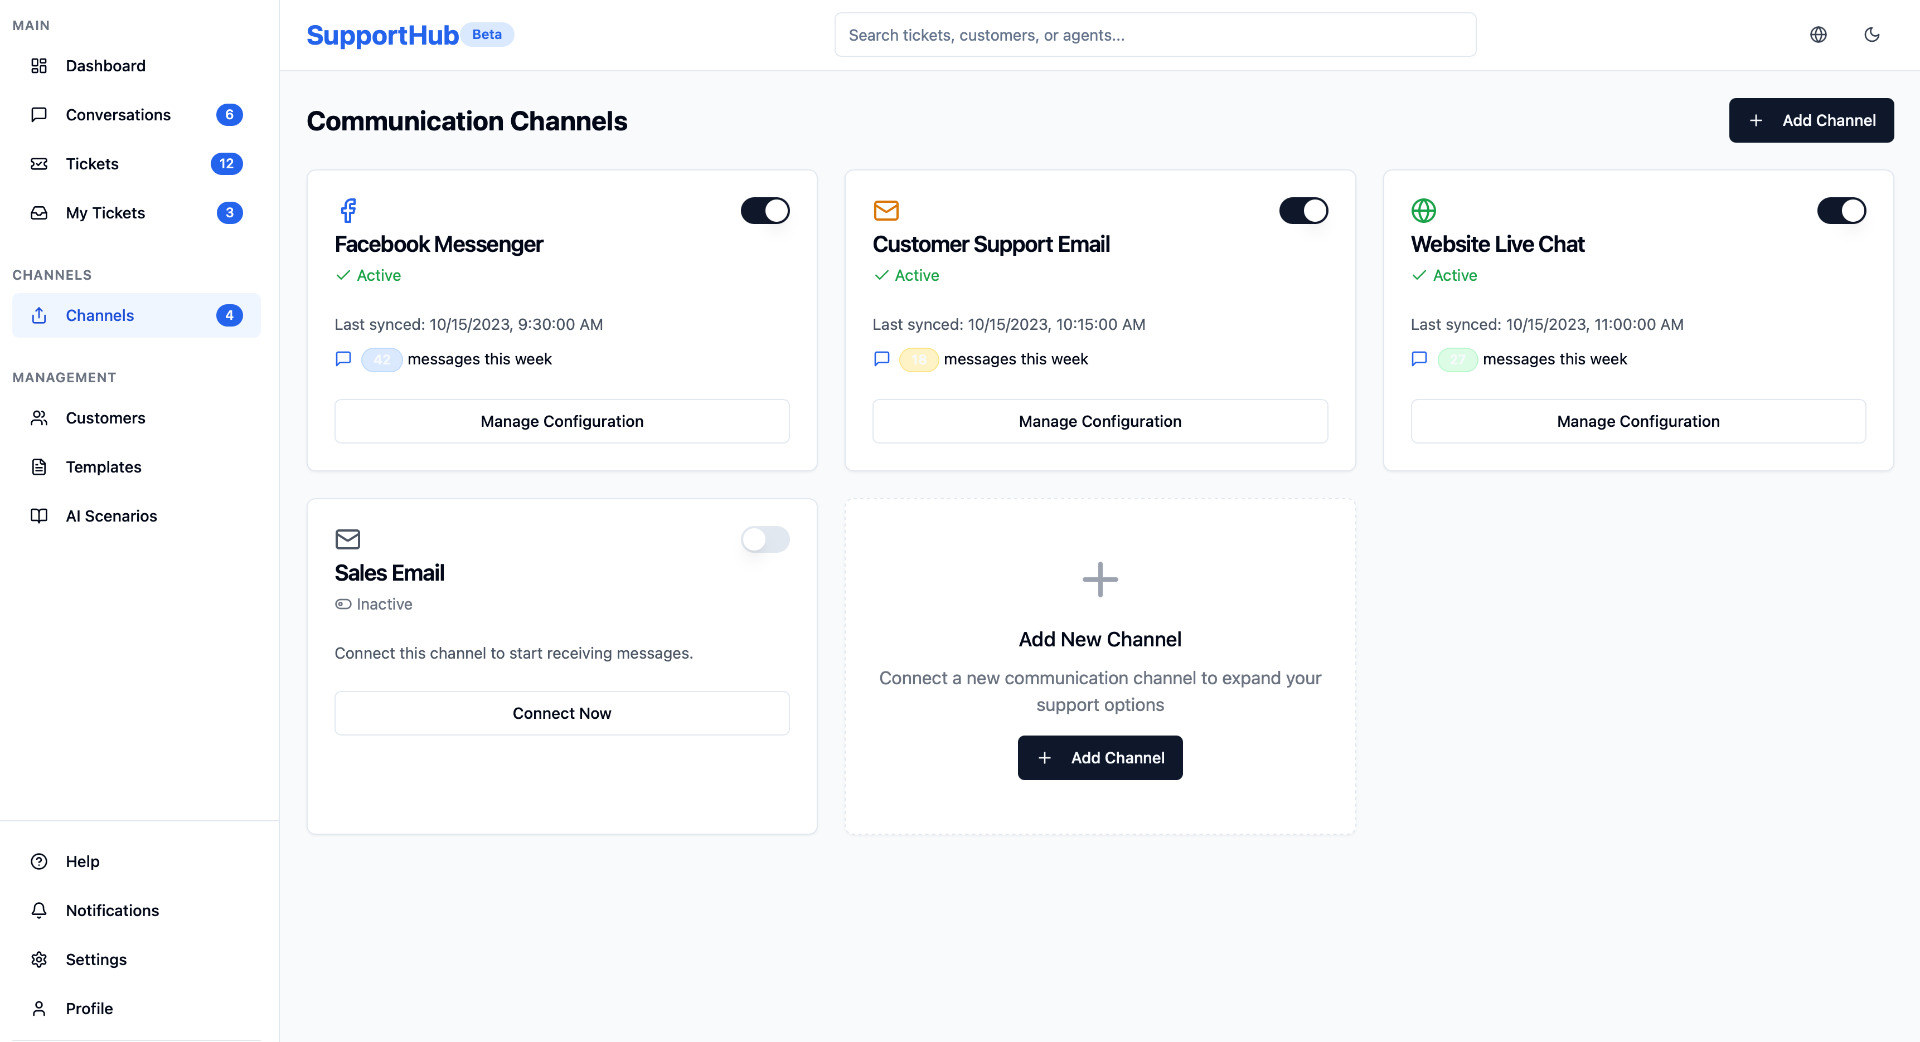 MAIN
Dashboard
Conversations 6
Tickets 12
My Tickets 3
CHANNELS
Channels 4
MANAGEMENT
Customers
Templates
AI Scenarios
Help
Notifications
Settings
Profile
SupportHub Beta
Search tickets, customers, or agents...
Communication Channels
Add Channel
Facebook Messenger
Active
Last synced: 10/15/2023, 9:30:00 AM
42 messages this week
Manage Configuration
Customer Support Email
Active
Last synced: 10/15/2023, 10:15:00 AM
18 messages this week
Manage Configuration
Website Live Chat
Active
Last synced: 10/15/2023, 11:00:00 AM
27 messages this week
Manage Configuration
Sales Email
Inactive
Connect this channel to start receiving messages.
Connect Now
Add New Channel
Connect a new communication channel to expand your
support options
Add Channel